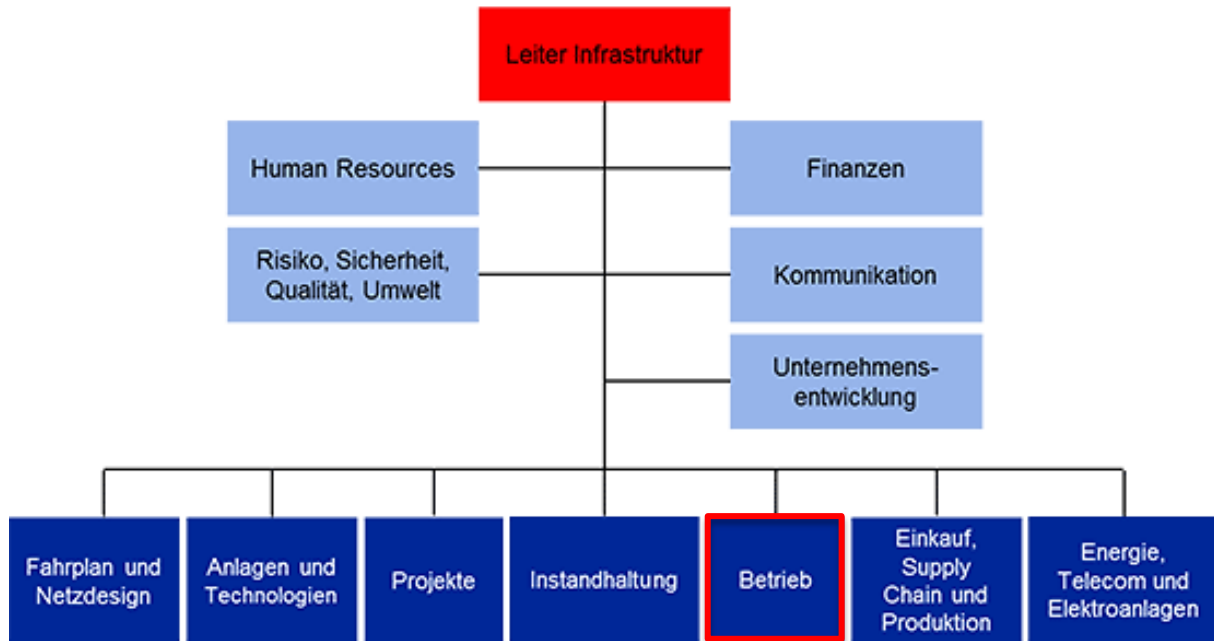 Leiter Infrastruktur
Human Resources
Finanzen
Risiko, Sicherheit,
Qualität, Umwelt
Kommunikation
Unternehmens-
entwicklung
Fahrplan und
Netzdesign
Anlagen und
Technologien
Projekte
Instandhaltung
Betrieb
Einkauf,
Supply
Chain und
Produktion
Energie,
Telecom und
Elektroanlagen